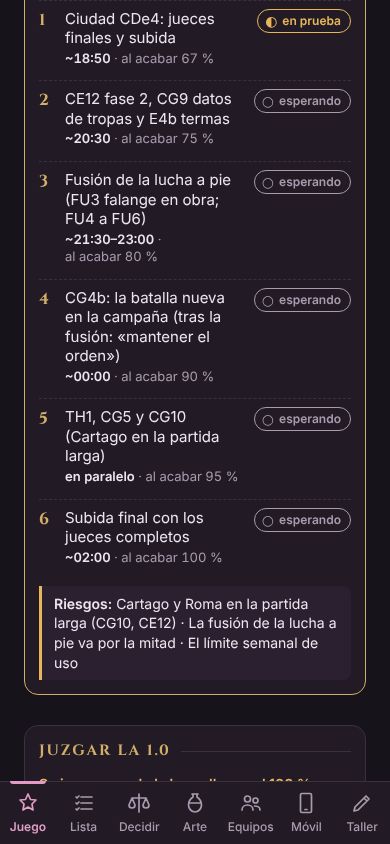 1
Ciudad CDe4: jueces
finales y subida
en prueba
~18:50 · al acabar 67 %
2
CE12 fase 2, CG9 datos
de tropas y E4b termas
esperando
~20:30 · al acabar 75 %
3
Fusión de la lucha a pie
(FU3 falange en obra;
FU4 a FU6)
esperando
~21:30–23:00 ·
al acabar 80 %
4
CG4b: la batalla nueva
en la campaña (tras la
fusión: «mantener el
orden»)
esperando
~00:00 · al acabar 90 %
5
TH1, CG5 y CG10
(Cartago en la partida
larga)
esperando
en paralelo · al acabar 95 %
6
Subida final con los
jueces completos
esperando
~02:00 · al acabar 100 %
Riesgos: Cartago y Roma en la partida
larga (CG10, CE12) · La fusión de la lucha a
pie va por la mitad · El límite semanal de
uso
JUZGAR LA 1.0
Juego
Lista
Decidir
Arte
Equipos
Móvil
Taller